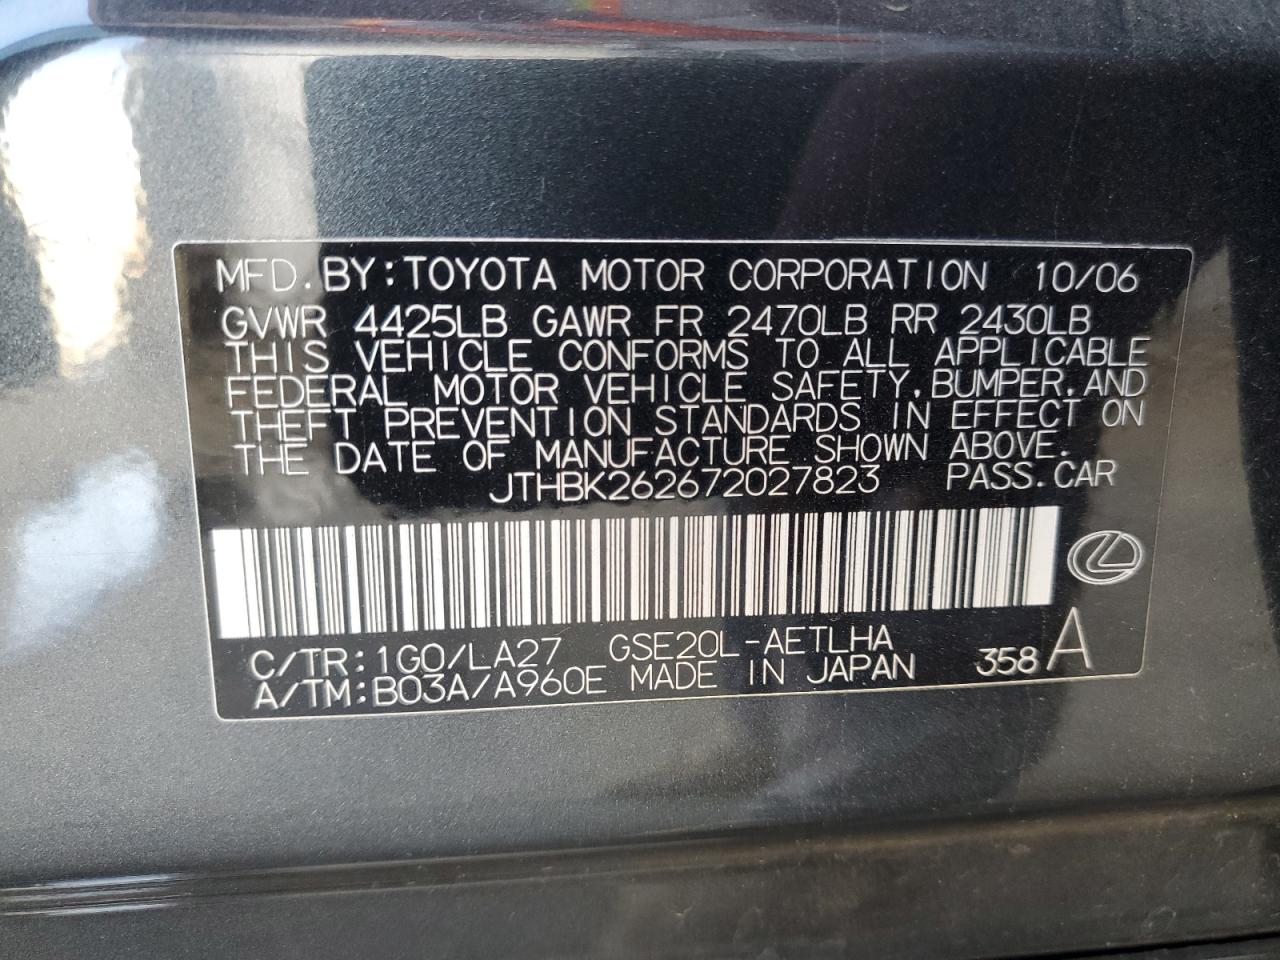 MFD. BY: TOYOTA MOTOR CORPORATION 10/06
GVWR 4425LB GAWR FR 2470LB RR 2430LB
THIS VEHICLE CONFORMS TO ALL APPLICABLE
FEDERAL MOTOR VEHICLE SAFETY, BUMPER, AND
THEFT PREVENTION STANDARDS IN EFFECT ON
THE DATE OF MANUFACTURE SHOWN ABOVE.
JTHBK262672027823 PASS. CAR
C/TR: 1G0/LA27 GSE20L-AETLHA
A/TM: B03A/A960E MADE IN JAPAN 358 A